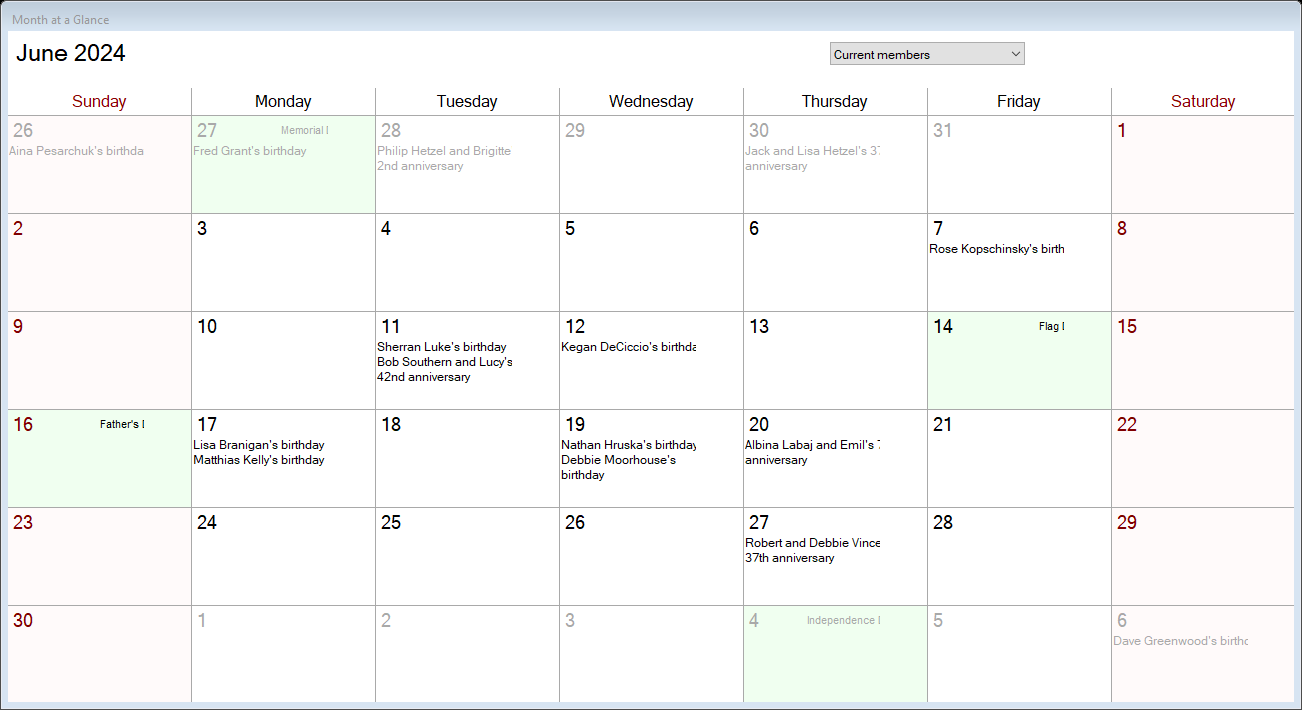 Month at a Glance
June 2024
Current members
Sunday Monday Tuesday Wednesday Thursday Friday Saturday
26 27 Memorial 28 29 30 31 1
Aina Pesarchuk's birthda
Fred Grant's birthday
Philip Hetzel and Brigitte
2nd anniversary
Jack and Lisa Hetzel's 37
anniversary
2 3 4 5 6 7 8
Rose Kopschinsky's birth
9 10 11 12 13 14 Flag 15
Sherran Luke's birthday
Bob Southern and Lucy's
42nd anniversary
Kegan DeCiccio's birthda
16 Father's 17 18 19 20 21 22
Lisa Branigan's birthday
Matthias Kelly's birthday
Nathan Hruska's birthday
Debbie Moorhouse's
birthday
Albina Labaj and Emil's
anniversary
23 24 25 26 27 28 29
Robert and Debbie Vince
37th anniversary
30 1 2 3 4 Independence 5 6
Dave Greenwood's birth